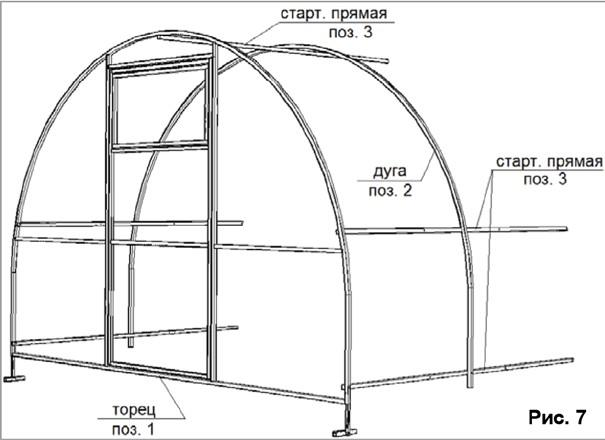 старт. прямая
поз. 3
дуга
поз. 2
старт. прямая
поз. 3
торец
поз. 1
Рис. 7